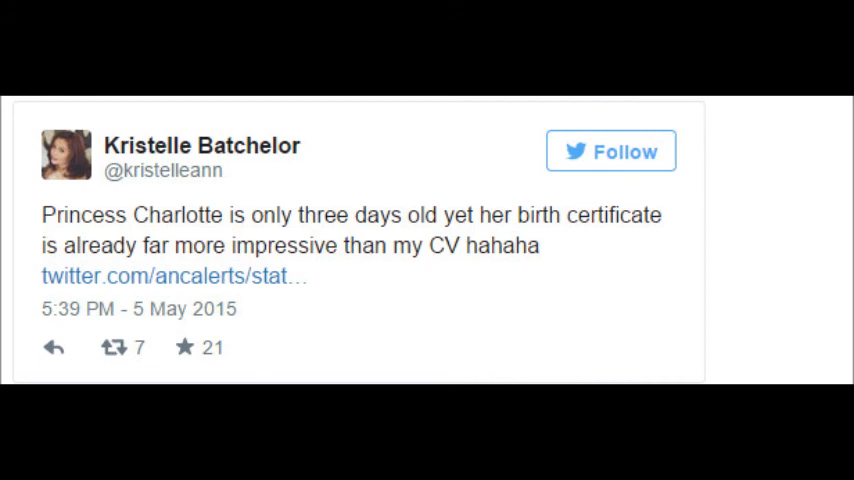 Kristelle Batchelor
@kristelleann
Follow
Princess Charlotte is only three days old yet her birth certificate
is already far more impressive than my CV hahaha
twitter.com/ancalerts/stat…
5:39 PM - 5 May 2015
7 21